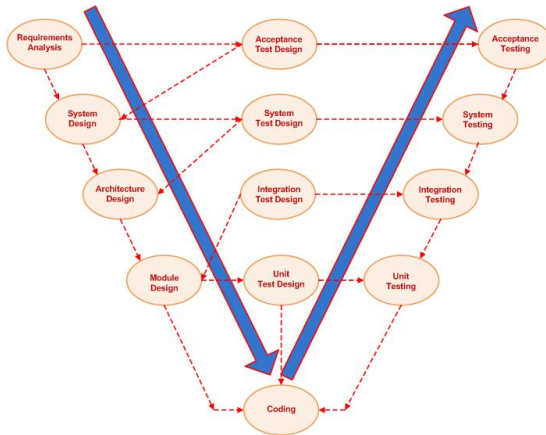 Requirements
Analysis
Acceptance
Test Design
Acceptance
Testing
System
Design
System
Test Design
System
Testing
Architecture
Design
Integration
Test Design
Integration
Testing
Module
Design
Unit
Test Design
Unit
Testing
Coding